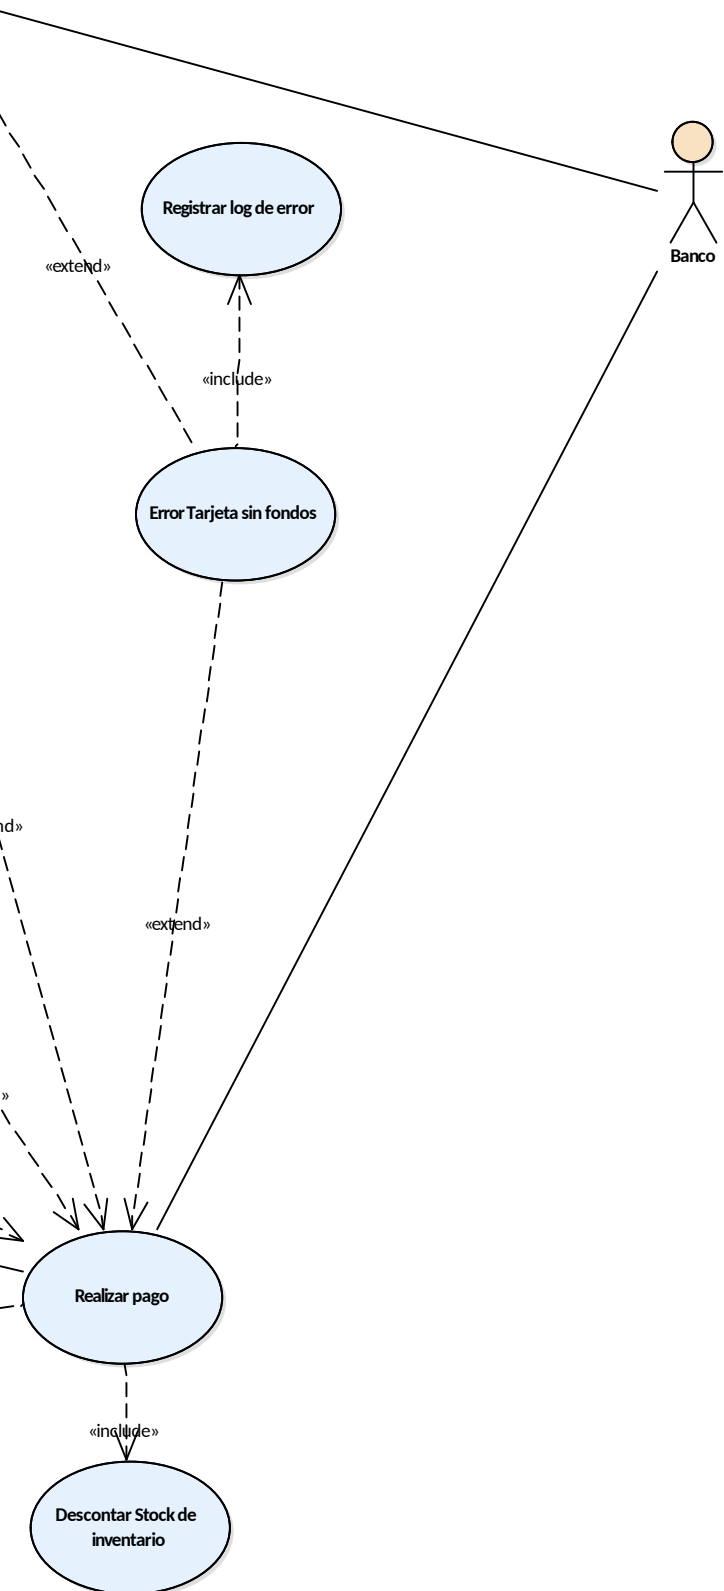 Registrar log de error
Banco
«extend»
«include»
Error Tarjeta sin fondos
nd»
«extend»
»
Realizar pago
«include»
Descontar Stock de
inventario